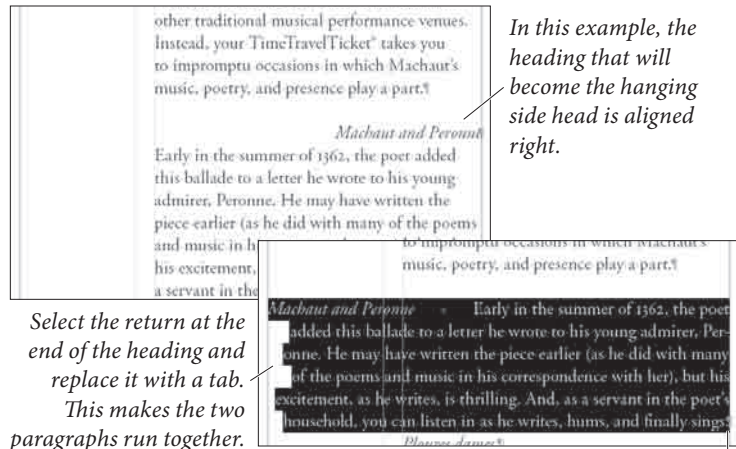 other traditional musical performance venues.
Instead, your TimeTravelTicket® takes you
to impromptu occasions in which Machaut's
music, poetry, and presence play a part.¶
Machaut and Peronne¶
Early in the summer of 1362, the poet added
this ballade to a letter he wrote to his young
admirer, Peronne. He may have written the
piece earlier (as he did with many of the poems
and music in h
his excitement,
a servant in the
In this example, the
heading that will
become the hanging
side head is aligned
right.
to impromptu occasions in which Machaut's
music, poetry, and presence play a part.¶
Machaut and Peronne Early in the summer of 1362, the poet
added this ballade to a letter he wrote to his young admirer, Per-
onne. He may have written the piece earlier (as he did with many
of the poems and music in his correspondence with her), but his
excitement, as he writes, is thrilling. And, as a servant in the poet's
household, you can listen in as he writes, hums, and finally sings:
Plourez dames¶
Select the return at the
end of the heading and
replace it with a tab.
This makes the two
paragraphs run together.